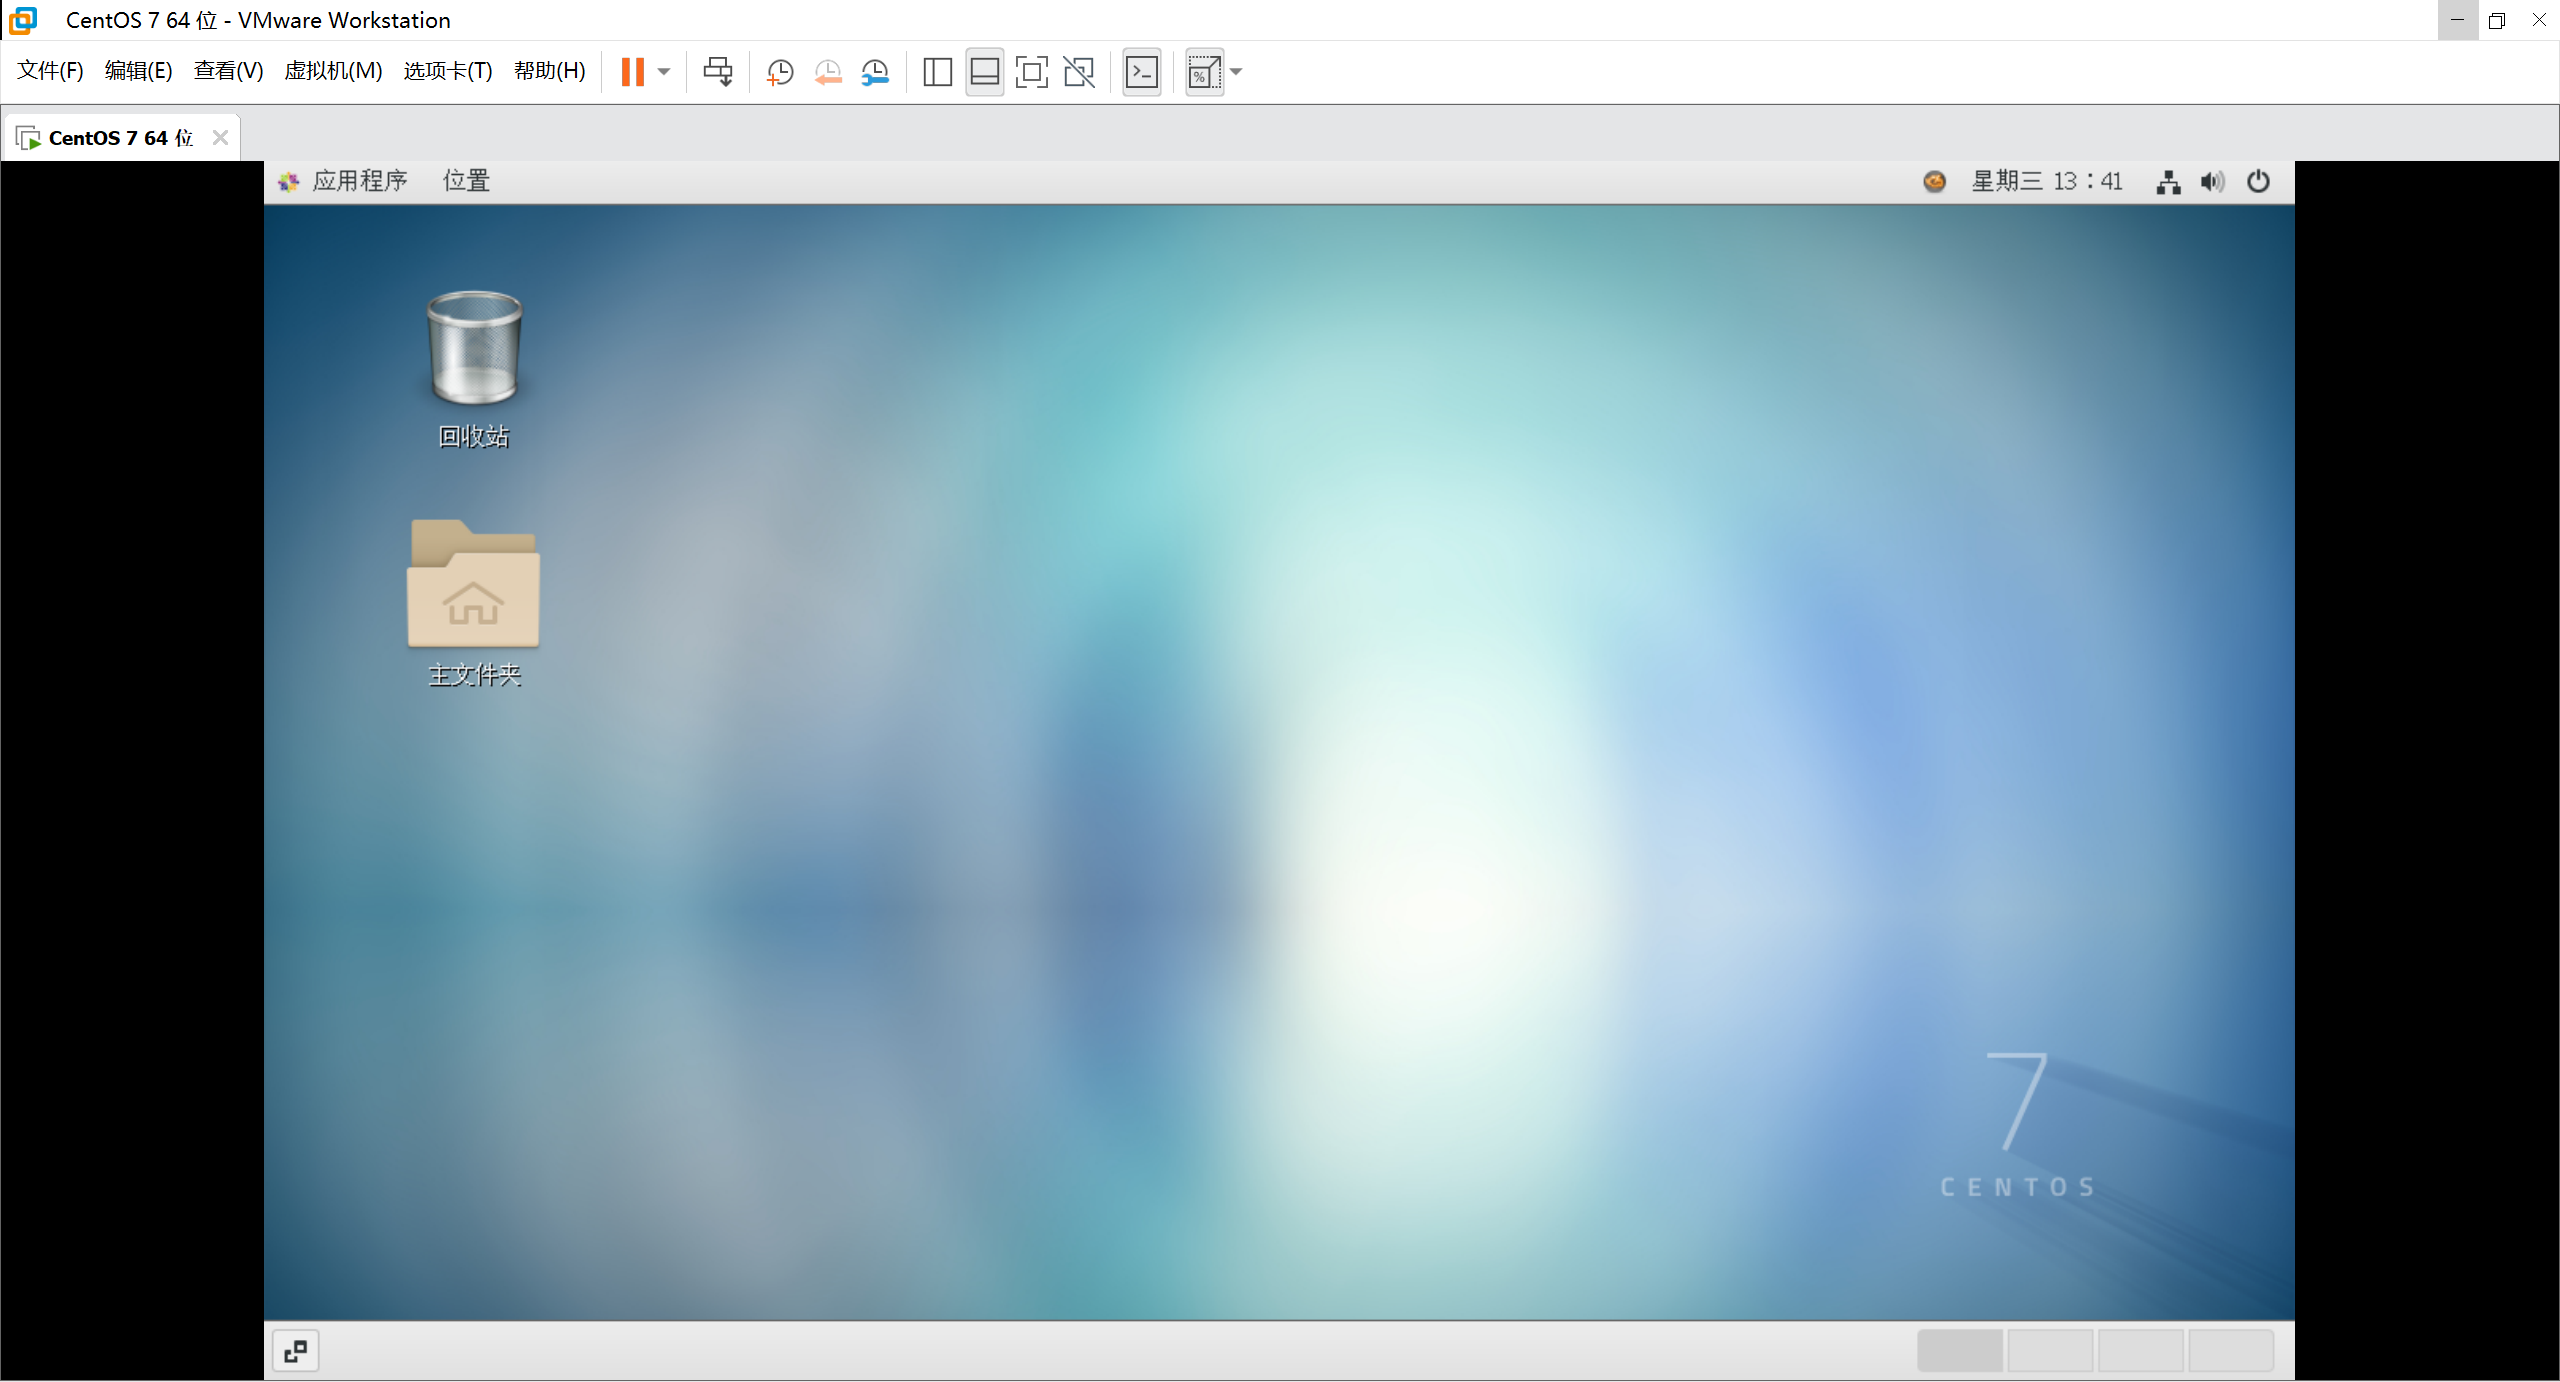 CentOS 7 64 位 - VMware Workstation
文件(F) 编辑(E) 查看(V) 虚拟机(M) 选项卡(T) 帮助(H)
CentOS 7 64 位
应用程序 位置 星期三 13：41
回收站
主文件夹
7
CENTOS